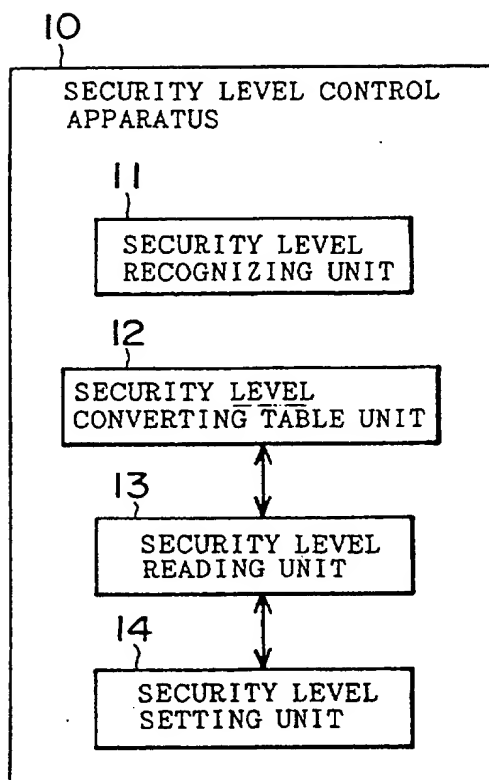 10
SECURITY LEVEL CONTROL
APPARATUS
11
SECURITY LEVEL
RECOGNIZING UNIT
12
SECURITY LEVEL
CONVERTING TABLE UNIT
13
SECURITY LEVEL
READING UNIT
14
SECURITY LEVEL
SETTING UNIT